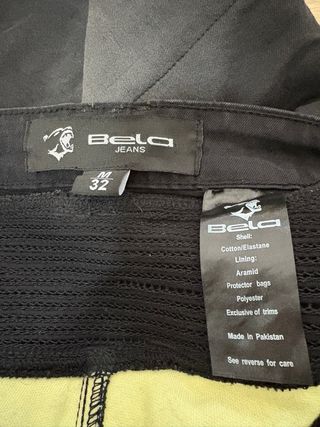 Bela
JEANS
M
32
Bela
Shell:
Cotton/Elastane
Lining:
Aramid
Protector bags
Polyester
Exclusive of trims
Made in Pakistan
See reverse for care